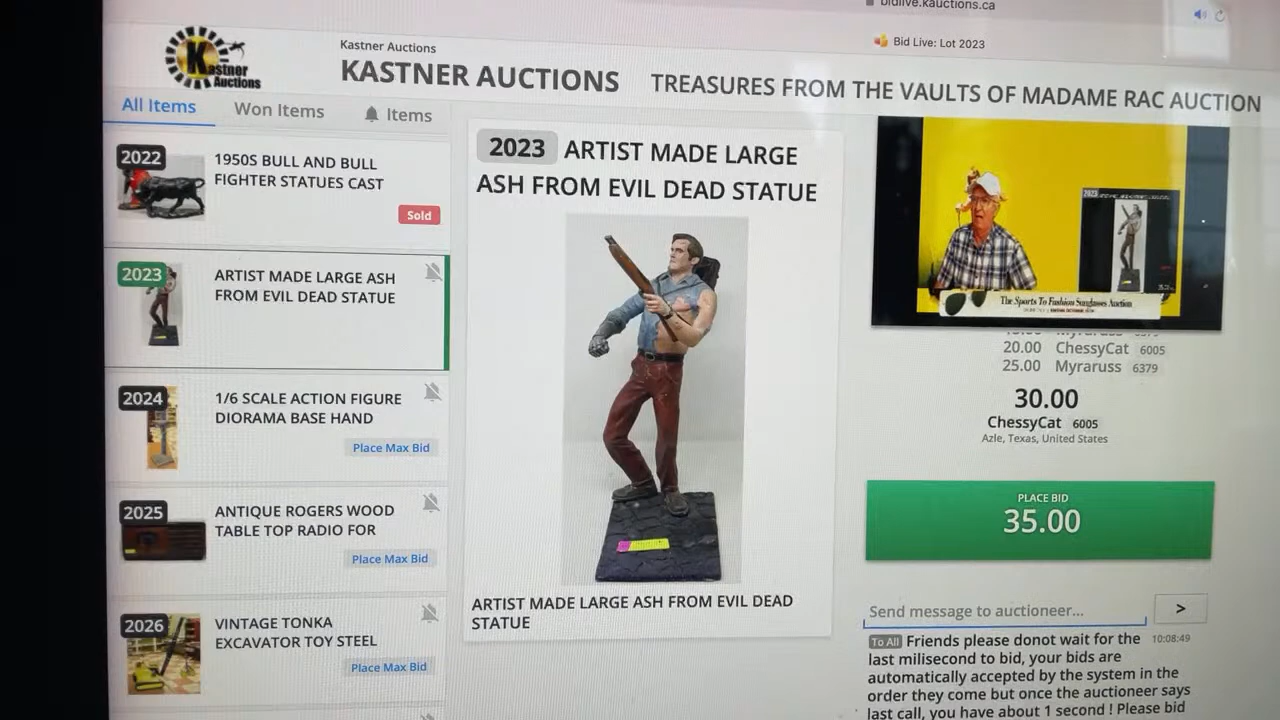 bidlive.kauctions.ca
Bid Live: Lot 2023
Kastner
Auctions
Kastner Auctions
KASTNER AUCTIONS
TREASURES FROM THE VAULTS OF MADAME RAC AUCTION
All Items
Won Items
Items
2022
1950S BULL AND BULL
FIGHTER STATUES CAST
Sold
2023
ARTIST MADE LARGE ASH
FROM EVIL DEAD STATUE
2024
1/6 SCALE ACTION FIGURE
DIORAMA BASE HAND
Place Max Bid
2025
ANTIQUE ROGERS WOOD
TABLE TOP RADIO FOR
Place Max Bid
2026
VINTAGE TONKA
EXCAVATOR TOY STEEL
Place Max Bid
2023 ARTIST MADE LARGE
ASH FROM EVIL DEAD STATUE
ARTIST MADE LARGE ASH FROM EVIL DEAD
STATUE
2023
The Sports To Fashion Sunglasses Auction
20.00 ChessyCat 6005
25.00 Myraruss 6379
30.00
ChessyCat 6005
Azle, Texas, United States
PLACE BID
35.00
Send message to auctioneer...
>
To All Friends please donot wait for the 10:08:49
last milisecond to bid, your bids are
automatically accepted by the system in the
order they come but once the auctioneer says
last call, you have about 1 second ! Please bid